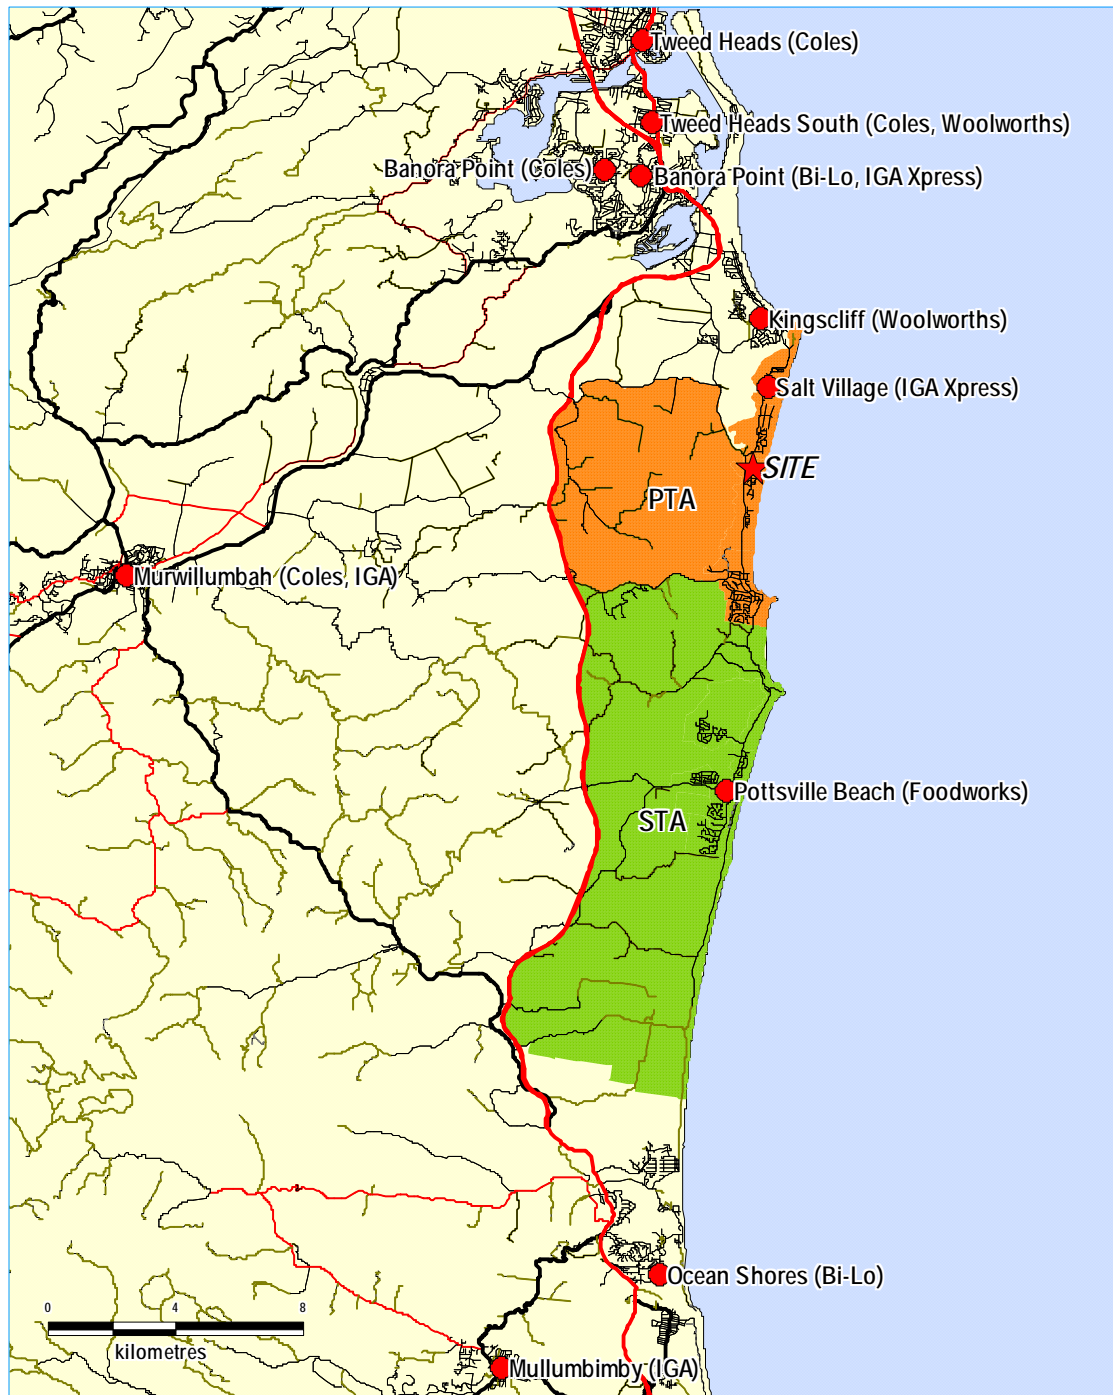 Tweed Heads (Coles)
Tweed Heads South (Coles, Woolworths)
Banora Point (Coles)
Banora Point (Bi-Lo, IGA Xpress)
Kingscliff (Woolworths)
Salt Village (IGA Xpress)
SITE
PTA
Murwillumbah (Coles, IGA)
Pottsville Beach (Foodworks)
STA
Ocean Shores (Bi-Lo)
0 4 8
kilometres
Mullumbimby (IGA)